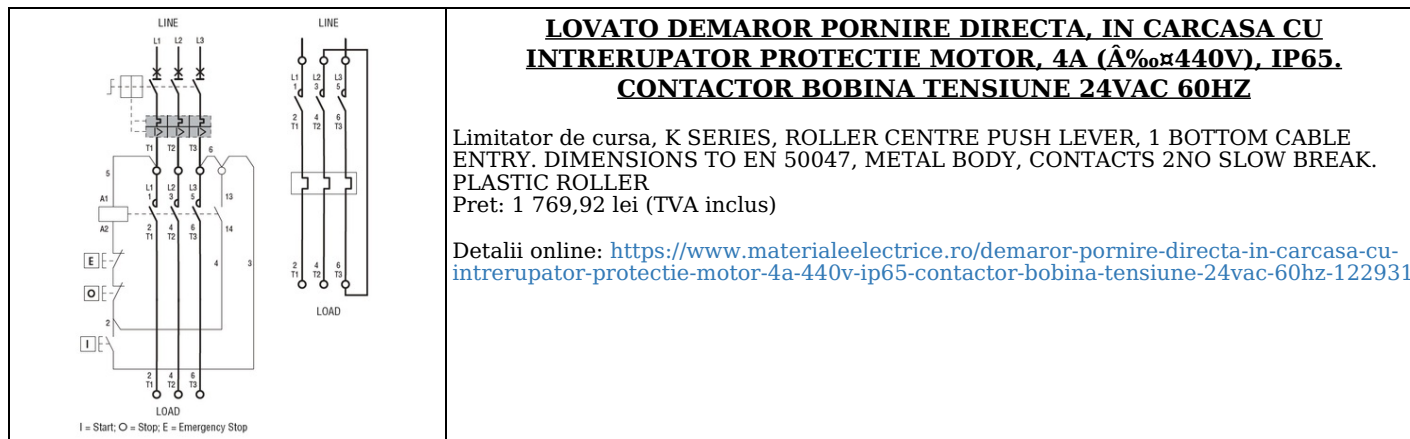 LINE
L1 L2 L3
T1 T2 T3 6
5
L1 L2 L3
1 3 5 13
A1
A2
2 4 6 14
T1 T2 T3
E
4 3
O
2
I
2 4 6
T1 T2 T3
LOAD
I = Start; O = Stop; E = Emergency Stop
LINE
L1 L2 L3
1 3 5
2 4 6
T1 T2 T3
2 4 6
T1 T2 T3
LOAD
LOVATO DEMAROR PORNIRE DIRECTA, IN CARCASA CU
INTRERUPATOR PROTECTIE MOTOR, 4A (Â‰¤440V), IP65.
CONTACTOR BOBINA TENSIUNE 24VAC 60HZ
Limitator de cursa, K SERIES, ROLLER CENTRE PUSH LEVER, 1 BOTTOM CABLE
ENTRY. DIMENSIONS TO EN 50047, METAL BODY, CONTACTS 2NO SLOW BREAK.
PLASTIC ROLLER
Pret: 1 769,92 lei (TVA inclus)
Detalii online: https://www.materialeelectrice.ro/demaror-pornire-directa-in-carcasa-cu-
intrerupator-protectie-motor-4a-440v-ip65-contactor-bobina-tensiune-24vac-60hz-122931